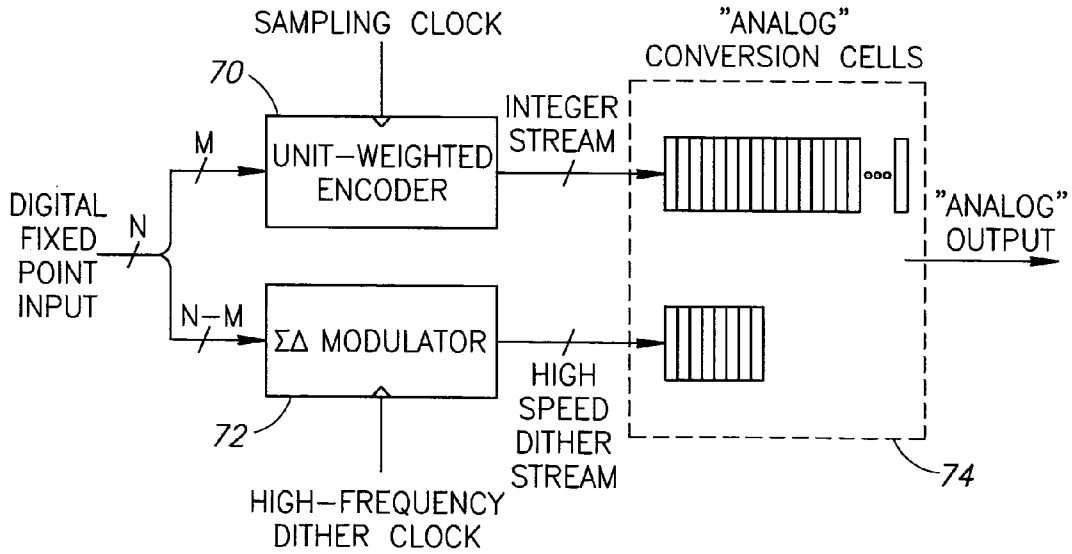 SAMPLING CLOCK
"ANALOG"
CONVERSION CELLS
70
UNIT-WEIGHTED
ENCODER
INTEGER
STREAM
M
DIGITAL
FIXED
POINT
INPUT
N
"ANALOG"
OUTPUT
N-M
ΣΔ MODULATOR
72
HIGH
SPEED
DITHER
STREAM
74
HIGH-FREQUENCY
DITHER CLOCK